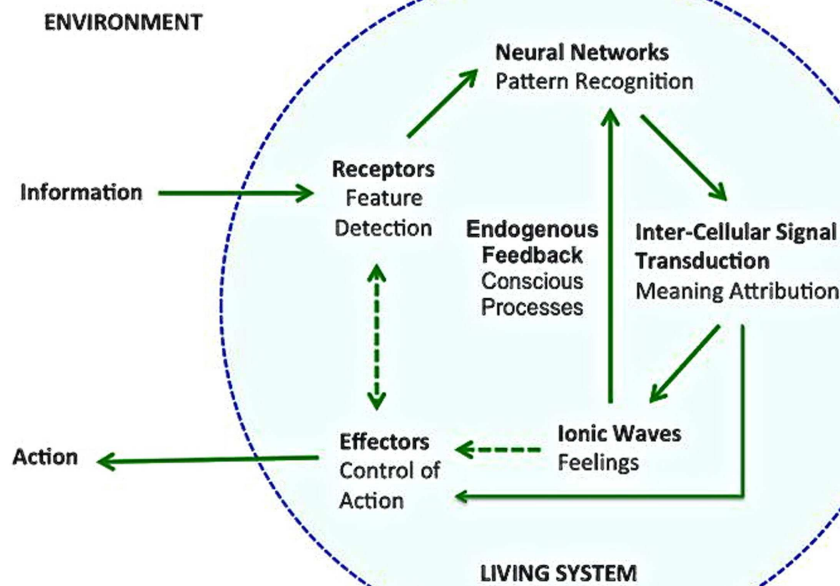 ENVIRONMENT
Neural Networks
Pattern Recognition
Receptors
Feature
Detection
Information
Endogenous
Feedback
Conscious
Processes
Inter-Cellular Signal
Transduction
Meaning Attribution
Effectors
Control of
Action
Ionic Waves
Feelings
Action
LIVING SYSTEM